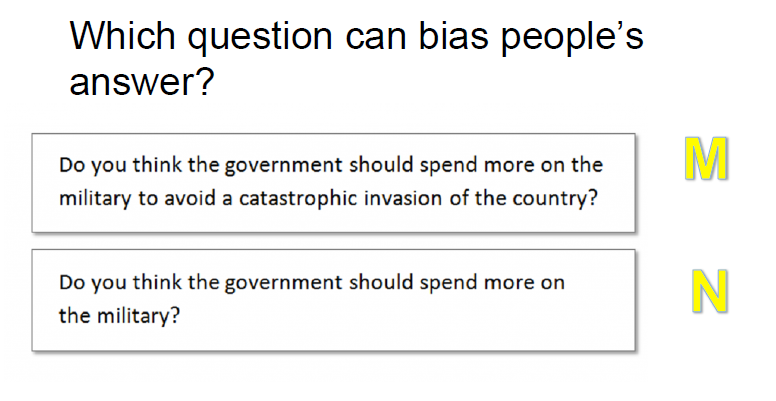 Which question can bias people’s
answer?
Do you think the government should spend more on the
military to avoid a catastrophic invasion of the country?
M
Do you think the government should spend more on
the military?
N